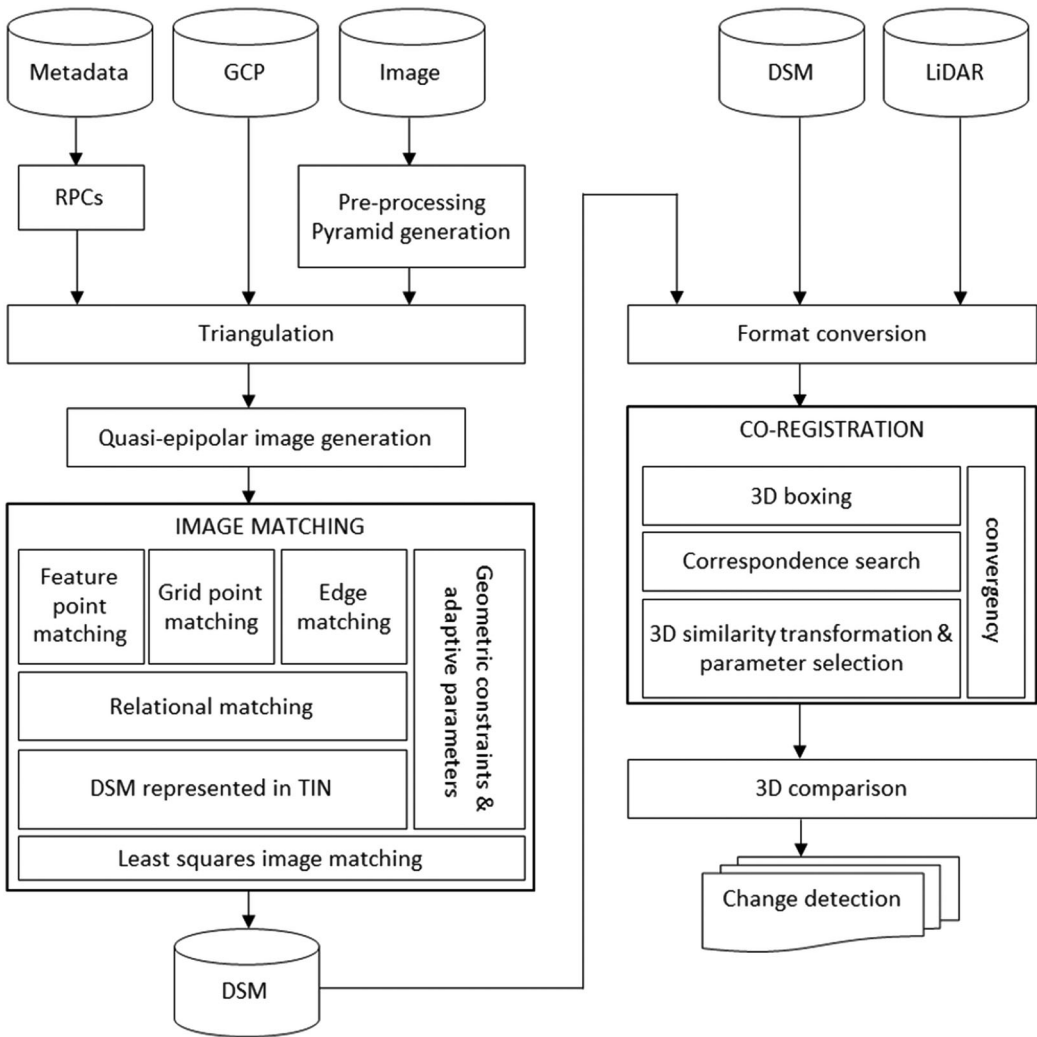 Metadata
GCP
Image
DSM
LiDAR
RPCs
Pre-processing
Pyramid generation
Triangulation
Format conversion
Quasi-epipolar image generation
IMAGE MATCHING
Feature
point
matching
Grid point
matching
Edge
matching
Geometric constraints &
adaptive parameters
Relational matching
DSM represented in TIN
Least squares image matching
DSM
CO-REGISTRATION
3D boxing
Correspondence search
3D similarity transformation &
parameter selection
convergency
3D comparison
Change detection